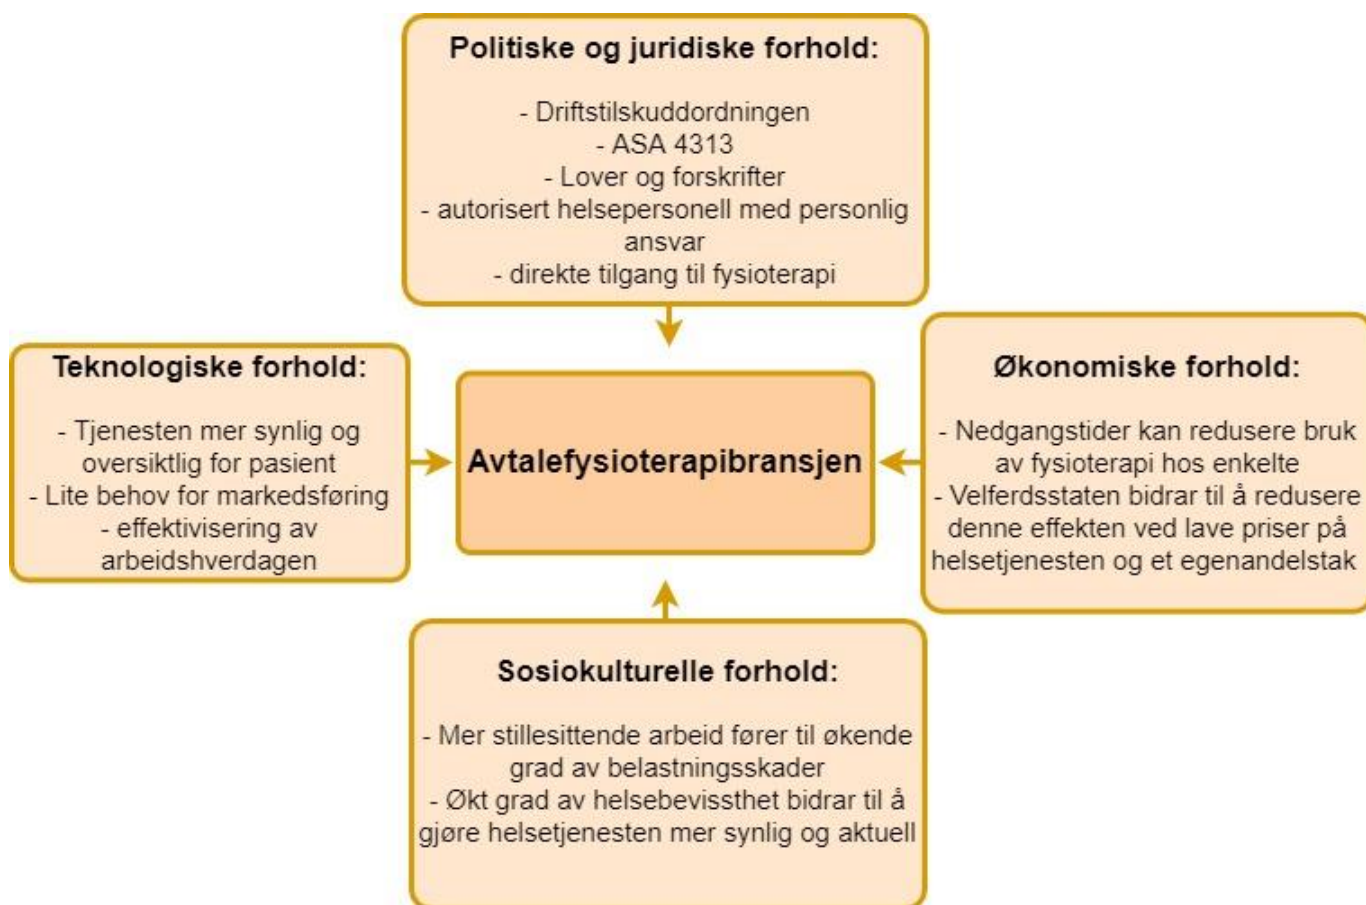 Politiske og juridiske forhold:
- Driftstilskuddordningen
- ASA 4313
- Lover og forskrifter
- autorisert helsepersonell med personlig
ansvar
- direkte tilgang til fysioterapi
Teknologiske forhold:
- Tjenesten mer synlig og
oversiktlig for pasient
- Lite behov for markedsføring
- effektivisering av
arbeidshverdagen
Avtalefysioterapibransjen
Økonomiske forhold:
- Nedgangstider kan redusere bruk
av fysioterapi hos enkelte
- Velferdsstaten bidrar til å redusere
denne effekten ved lave priser på
helsetjenesten og et egenandelstak
Sosiokulturelle forhold:
- Mer stillesittende arbeid fører til økende
grad av belastningsskader
- Økt grad av helsebevissthet bidrar til å
gjøre helsetjenesten mer synlig og aktuell